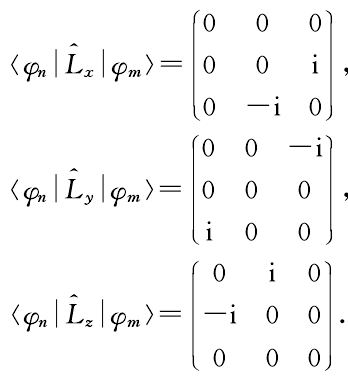 ⟨φₙ|L̂ₓ|φₘ⟩=(0 0 0
0 0 i
0 −i 0),
⟨φₙ|L̂ᵧ|φₘ⟩=(0 0 −i
0 0 0
i 0 0),
⟨φₙ|L̂_z|φₘ⟩=(0 i 0
−i 0 0
0 0 0).